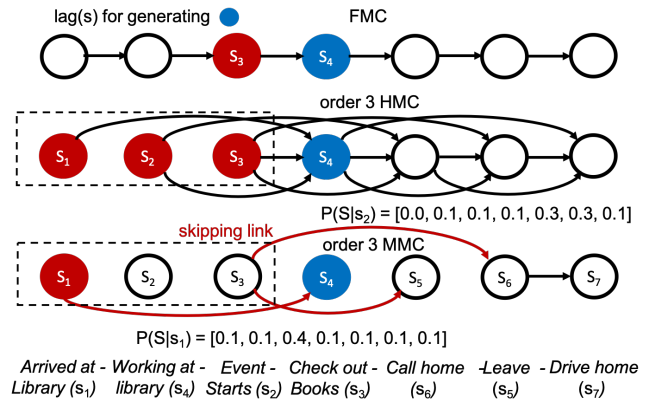 lag(s) for generating
FMC
S3
S4
order 3 HMC
S1
S2
S3
S4
P(S|s2) = [0.0, 0.1, 0.1, 0.1, 0.3, 0.3, 0.1]
skipping link
order 3 MMC
S1
S2
S3
S4
S5
S6
S7
P(S|s1) = [0.1, 0.1, 0.4, 0.1, 0.1, 0.1, 0.1]
Arrived at - Working at - Event - Check out - Call home -Leave - Drive home
Library (s1) library (s4) Starts (s2) Books (s3) (s6) (s5) (s7)